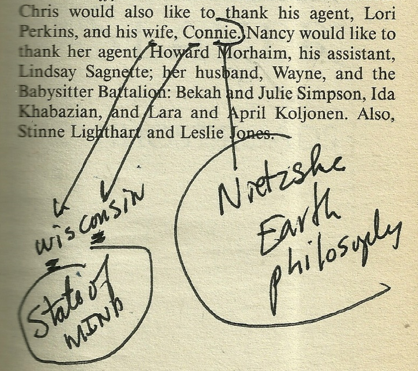 Chris would also like to thank his agent, Lori
Perkins, and his wife, Connie. Nancy would like to
thank her agent, Howard Morhaim, his assistant,
Lindsay Sagnette; her husband, Wayne, and the
Babysitter Battalion: Bekah and Julie Simpson, Ida
Khabazian, and Lara and April Koljonen. Also,
Stinne Lighthart and Leslie Jones.
wisconsin
State of
MIND
Nietzshe
Earth
philosophy